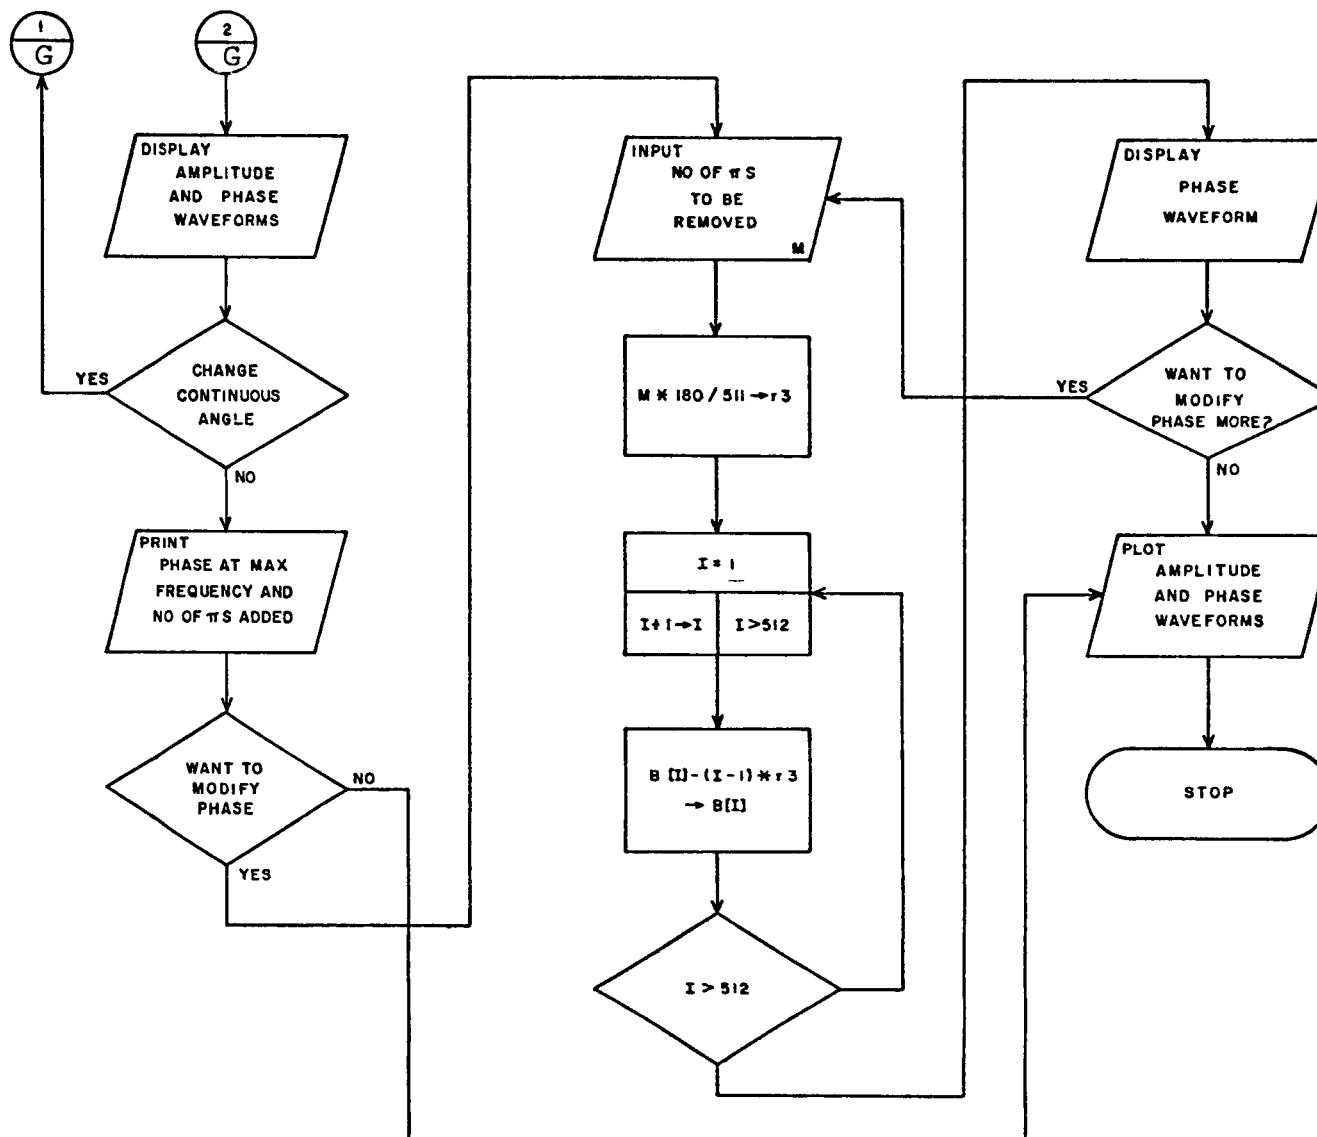 1
G
2
G
DISPLAY
AMPLITUDE
AND PHASE
WAVEFORMS
YES
CHANGE
CONTINUOUS
ANGLE
NO
PRINT
PHASE AT MAX
FREQUENCY AND
NO OF πS ADDED
WANT TO
MODIFY
PHASE
NO
YES
INPUT
NO OF πS
TO BE
REMOVED
M
M * 180 / 511 → r3
I = 1
I + 1 → I
I > 512
B [I] - (I - 1) * r3
→ B[I]
I > 512
DISPLAY
PHASE
WAVEFORM
YES
WANT TO
MODIFY
PHASE MORE?
NO
PLOT
AMPLITUDE
AND PHASE
WAVEFORMS
STOP